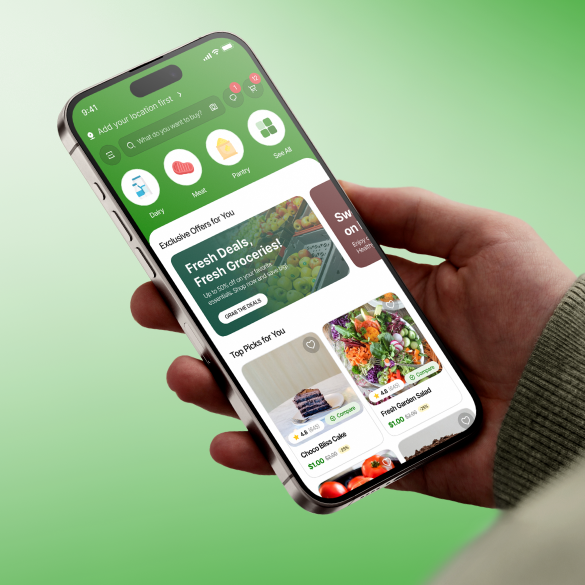 9:41
Add your location first
1
12
What do you want to buy?
Dairy
Meat
Pantry
See All
Exclusive Offers for You
Fresh Deals,
Fresh Groceries!
Up to 50% off on your favorite
essentials. Shop now and save big!
GRAB THE DEALS
Sw
on
Enjoy
Health
Top Picks for You
4.8 (845)
Compare
Choco Bliss Cake
$1.00 $2.00
4.8 (845)
Compare
Fresh Garden Salad
$1.00 $2.00